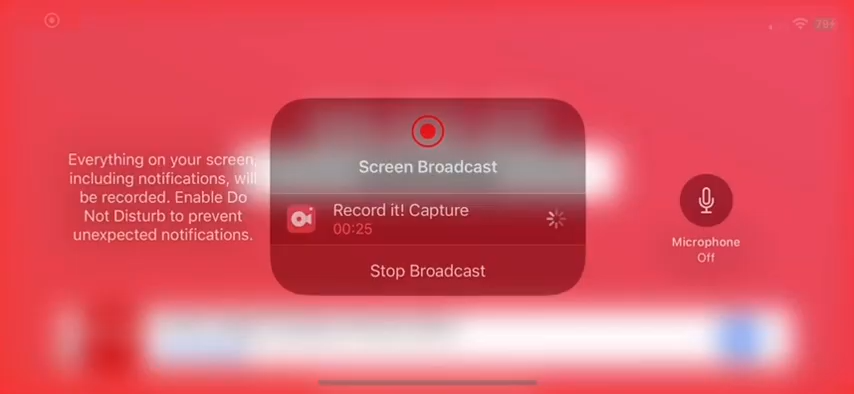 79
Everything on your screen,
including notifications, will
be recorded. Enable Do
Not Disturb to prevent
unexpected notifications.
Screen Broadcast
Record it! Capture
00:25
Stop Broadcast
Microphone
Off